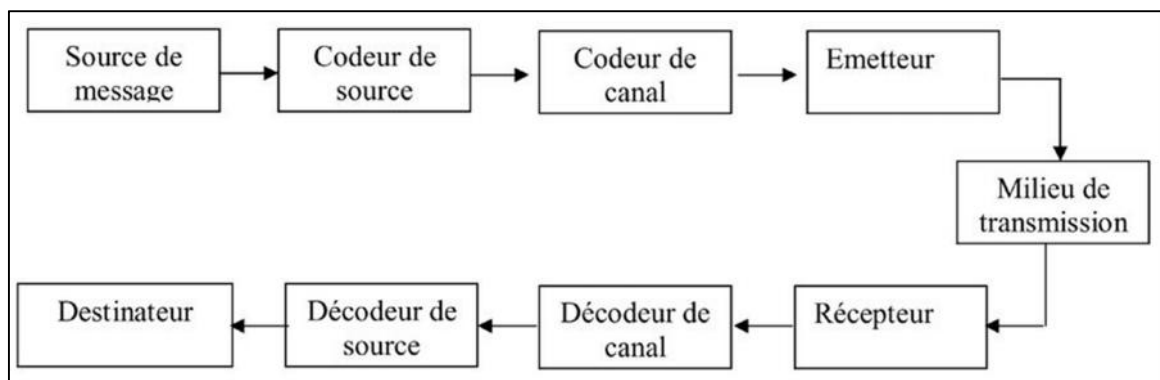 Source de
message
Codeur de
source
Codeur de
canal
Emetteur
Milieu de
transmission
Destinateur
Décodeur de
source
Décodeur de
canal
Récepteur